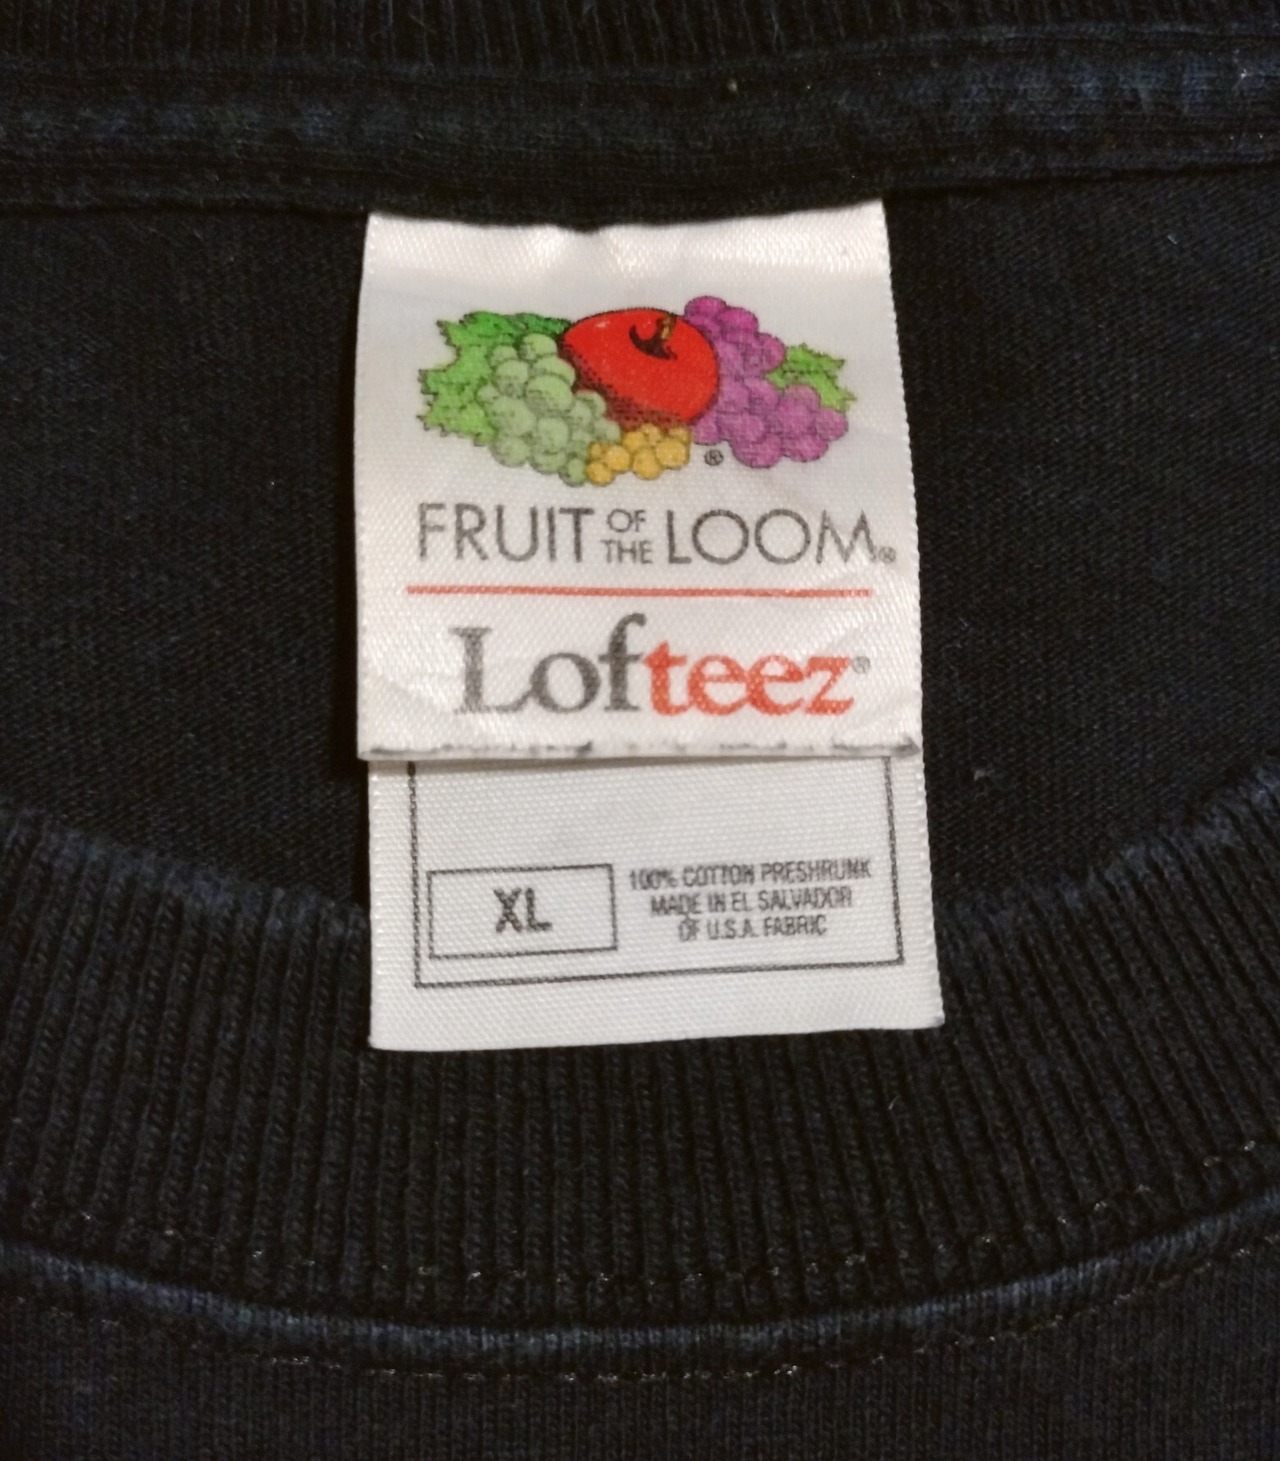 ®
FRUIT OF THE LOOM®
Lofteez®
XL
100% COTTON PRESHRUNK
MADE IN EL SALVADOR
OF U.S.A. FABRIC